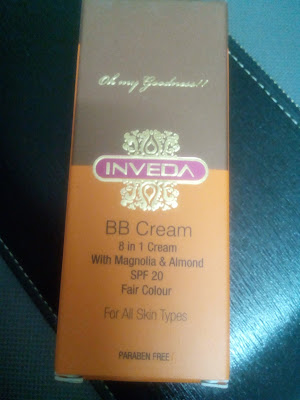 Oh my Goodness!!
INVEDA
BB Cream
8 in 1 Cream
With Magnolia & Almond
SPF 20
Fair Colour
For All Skin Types
PARABEN FREE